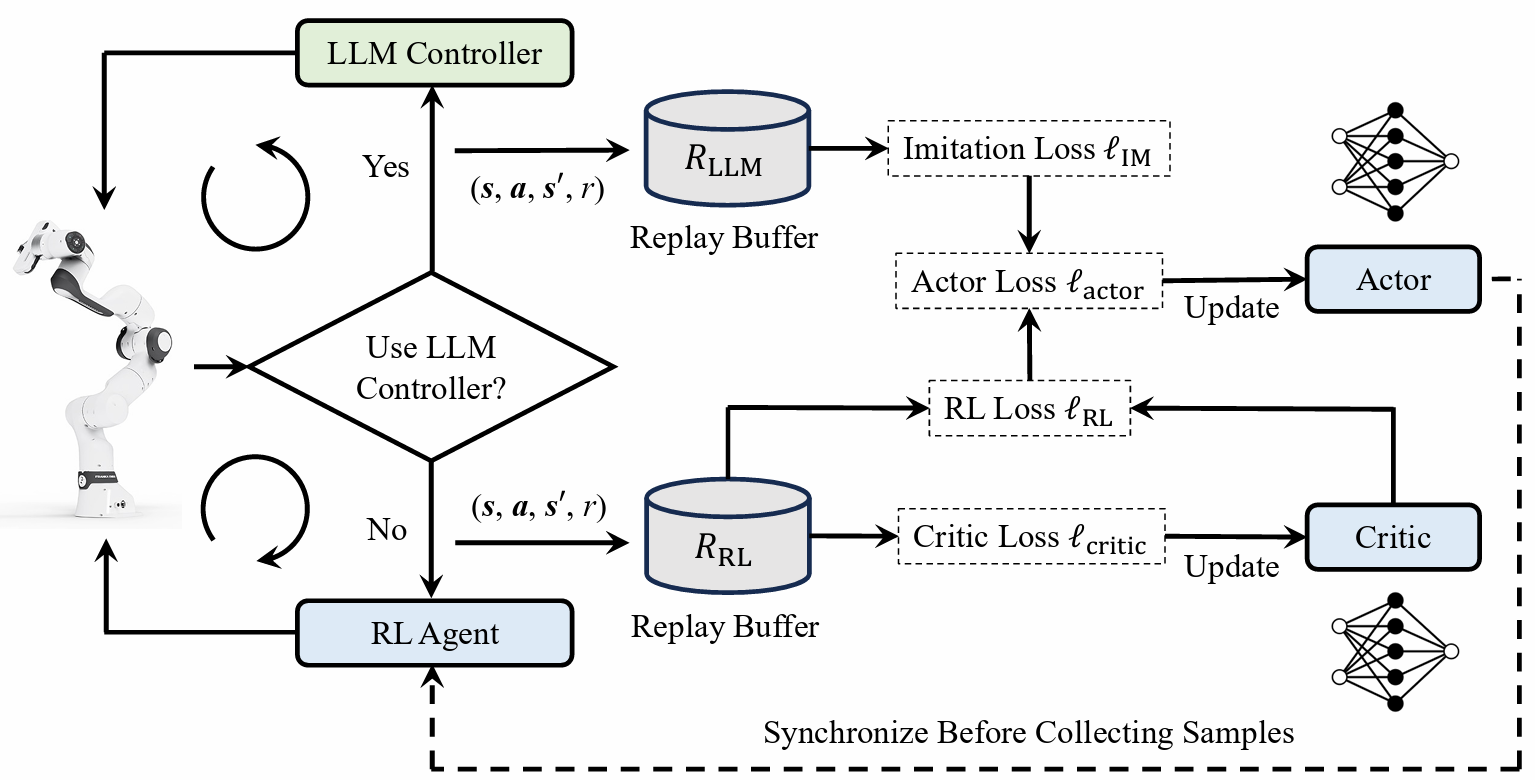 LLM Controller
Yes
(s, a, s′, r)
R_LLM
Replay Buffer
Imitation Loss ℓ_IM
Actor Loss ℓ_actor
Update
Actor
Use LLM
Controller?
RL Loss ℓ_RL
No
(s, a, s′, r)
R_RL
Replay Buffer
Critic Loss ℓ_critic
Update
Critic
RL Agent
Synchronize Before Collecting Samples